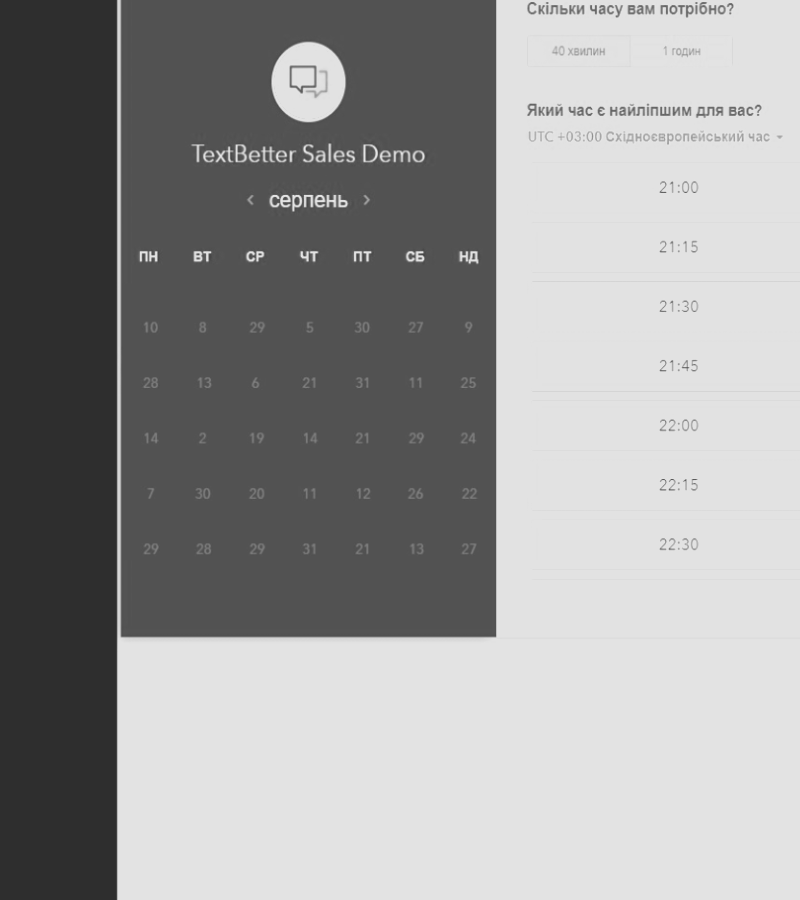 TextBetter Sales Demo
серпень
ПН ВТ СР ЧТ ПТ СБ НД
10 8 29 5 30 27 9
28 13 6 21 31 11 25
14 2 19 14 21 29 24
7 30 20 11 12 26 22
29 28 29 31 21 13 27
Скільки часу вам потрібно?
40 хвилин 1 годин
Який час є найліпшим для вас?
UTC +03:00 Східноєвропейський час
21:00
21:15
21:30
21:45
22:00
22:15
22:30